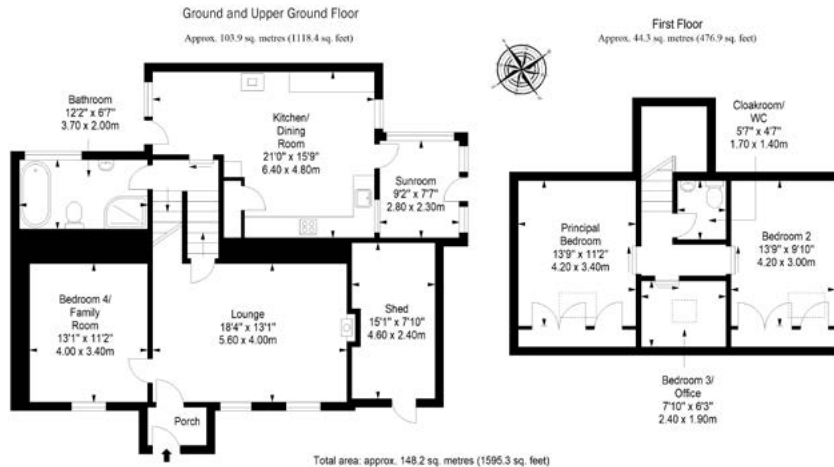 Ground and Upper Ground Floor
Approx. 103.9 sq. metres (1118.4 sq. feet)
Bathroom
12'2" x 6'7"
3.70 x 2.00m
Kitchen/
Dining
Room
21'0" x 15'9"
6.40 x 4.80m
Sunroom
9'2" x 7'7"
2.80 x 2.30m
Bedroom 4/
Family
Room
13'1" x 11'2"
4.00 x 3.40m
Lounge
18'4" x 13'1"
5.60 x 4.00m
Shed
15'1" x 7'10"
4.60 x 2.40m
Porch
First Floor
Approx. 44.3 sq. metres (476.9 sq. feet)
Cloakroom/
WC
5'7" x 4'7"
1.70 x 1.40m
Principal
Bedroom
13'9" x 11'2"
4.20 x 3.40m
Bedroom 2
13'9" x 9'10"
4.20 x 3.00m
Bedroom 3/
Office
7'10" x 6'3"
2.40 x 1.90m
Total area: approx. 148.2 sq. metres (1595.3 sq. feet)